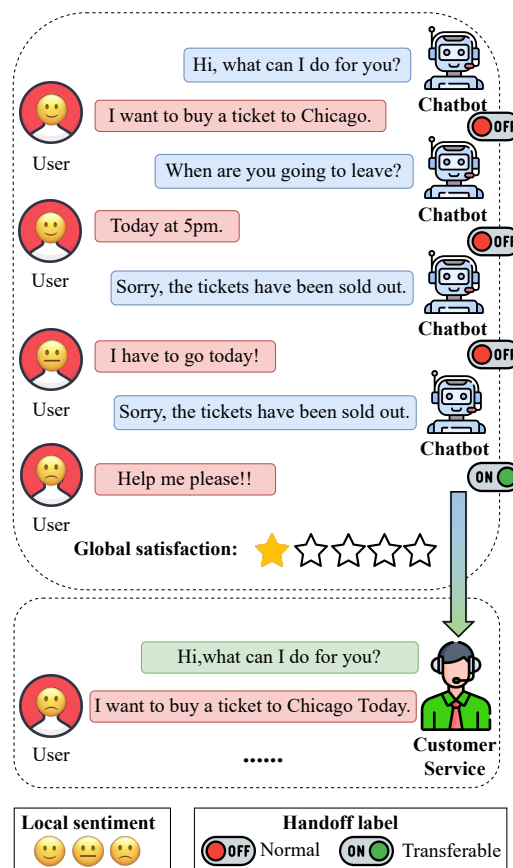 Hi, what can I do for you?
Chatbot
I want to buy a ticket to Chicago.
OFF
User
When are you going to leave?
Chatbot
Today at 5pm.
OFF
User
Sorry, the tickets have been sold out.
Chatbot
I have to go today!
OFF
User
Sorry, the tickets have been sold out.
Chatbot
Help me please!!
ON
User
Global satisfaction:
Hi,what can I do for you?
I want to buy a ticket to Chicago Today.
User
Customer
Service
......
Local sentiment
Handoff label
OFF Normal
ON Transferable